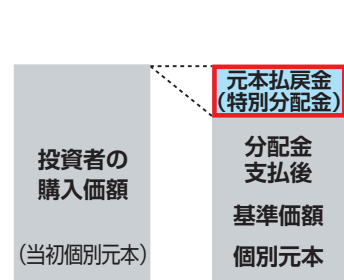 投資者の
購入価額
(当初個別元本)
元本払戻金
(特別分配金)
分配金
支払後
基準価額
個別元本